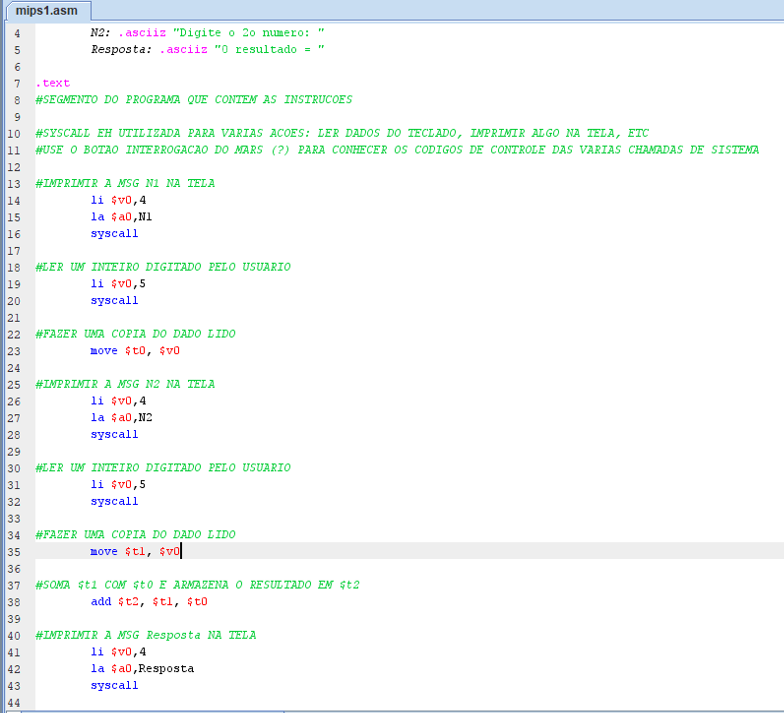 mips1.asm
4 N2: .asciiz "Digite o 2o numero: "
5 Resposta: .asciiz "O resultado = "
6
7 .text
8 #SEGMENTO DO PROGRAMA QUE CONTEM AS INSTRUCOES
9
10 #SYSCALL EH UTILIZADA PARA VARIAS ACOES: LER DADOS DO TECLADO, IMPRIMIR ALGO NA TELA, ETC
11 #USE O BOTAO INTERROGACAO DO MARS (?) PARA CONHECER OS CODIGOS DE CONTROLE DAS VARIAS CHAMADAS DE SISTEMA
12
13 #IMPRIMIR A MSG N1 NA TELA
14 li $v0,4
15 la $a0,N1
16 syscall
17
18 #LER UM INTEIRO DIGITADO PELO USUARIO
19 li $v0,5
20 syscall
21
22 #FAZER UMA COPIA DO DADO LIDO
23 move $t0, $v0
24
25 #IMPRIMIR A MSG N2 NA TELA
26 li $v0,4
27 la $a0,N2
28 syscall
29
30 #LER UM INTEIRO DIGITADO PELO USUARIO
31 li $v0,5
32 syscall
33
34 #FAZER UMA COPIA DO DADO LIDO
35 move $t1, $v0
36
37 #SOMA $t1 COM $t0 E ARMAZENA O RESULTADO EM $t2
38 add $t2, $t1, $t0
39
40 #IMPRIMIR A MSG Resposta NA TELA
41 li $v0,4
42 la $a0,Resposta
43 syscall
44